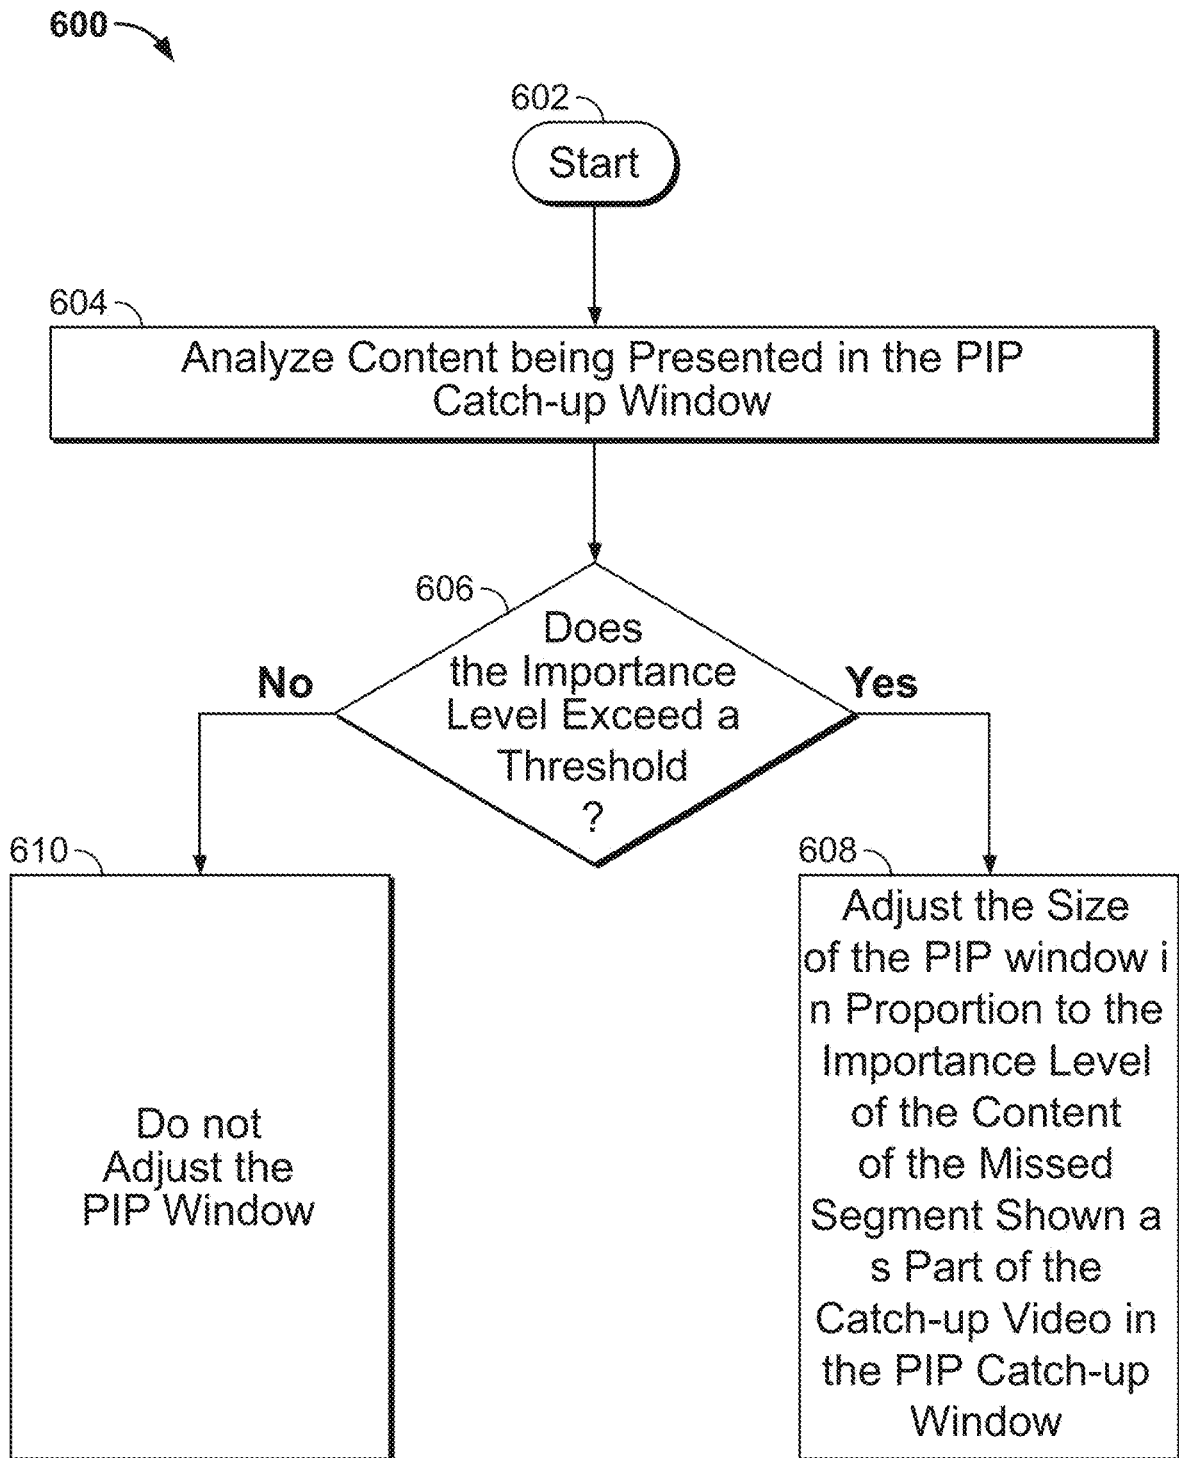 600
602
Start
604
Analyze Content being Presented in the PIP
Catch-up Window
606
Does
the Importance
Level Exceed a
Threshold
?
No
Yes
610
Do not
Adjust the
PIP Window
608
Adjust the Size
of the PIP window i
n Proportion to the
Importance Level
of the Content
of the Missed
Segment Shown a
s Part of the
Catch-up Video in
the PIP Catch-up
Window